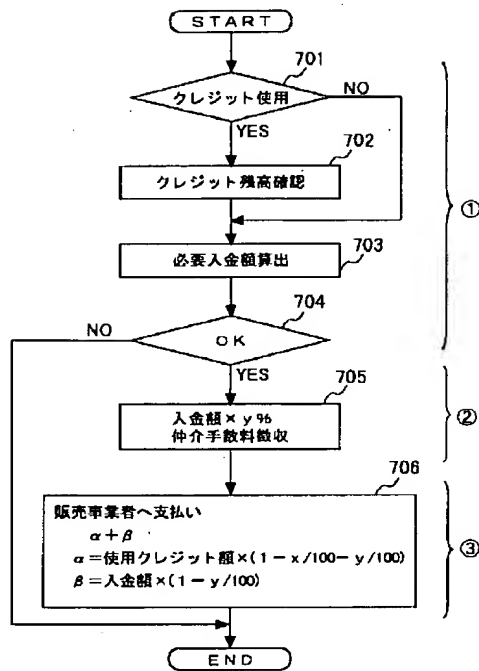 START
701
クレジット使用
NO
YES
702
クレジット残高確認
①
703
必要入金額算出
704
NO
OK
YES
705
入金額×y%
仲介手数料徴収
②
706
販売事業者へ支払い
α+β
α=使用クレジット額×(1-x/100-y/100)
β=入金額×(1-y/100)
③
END